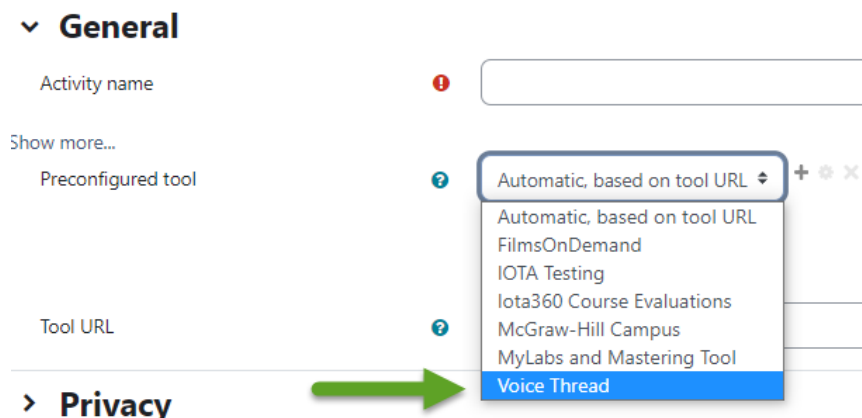 General
Activity name
Show more...
Preconfigured tool
Automatic, based on tool URL
Automatic, based on tool URL
FilmsOnDemand
IOTA Testing
Iota360 Course Evaluations
McGraw-Hill Campus
MyLabs and Mastering Tool
Voice Thread
Tool URL
Privacy